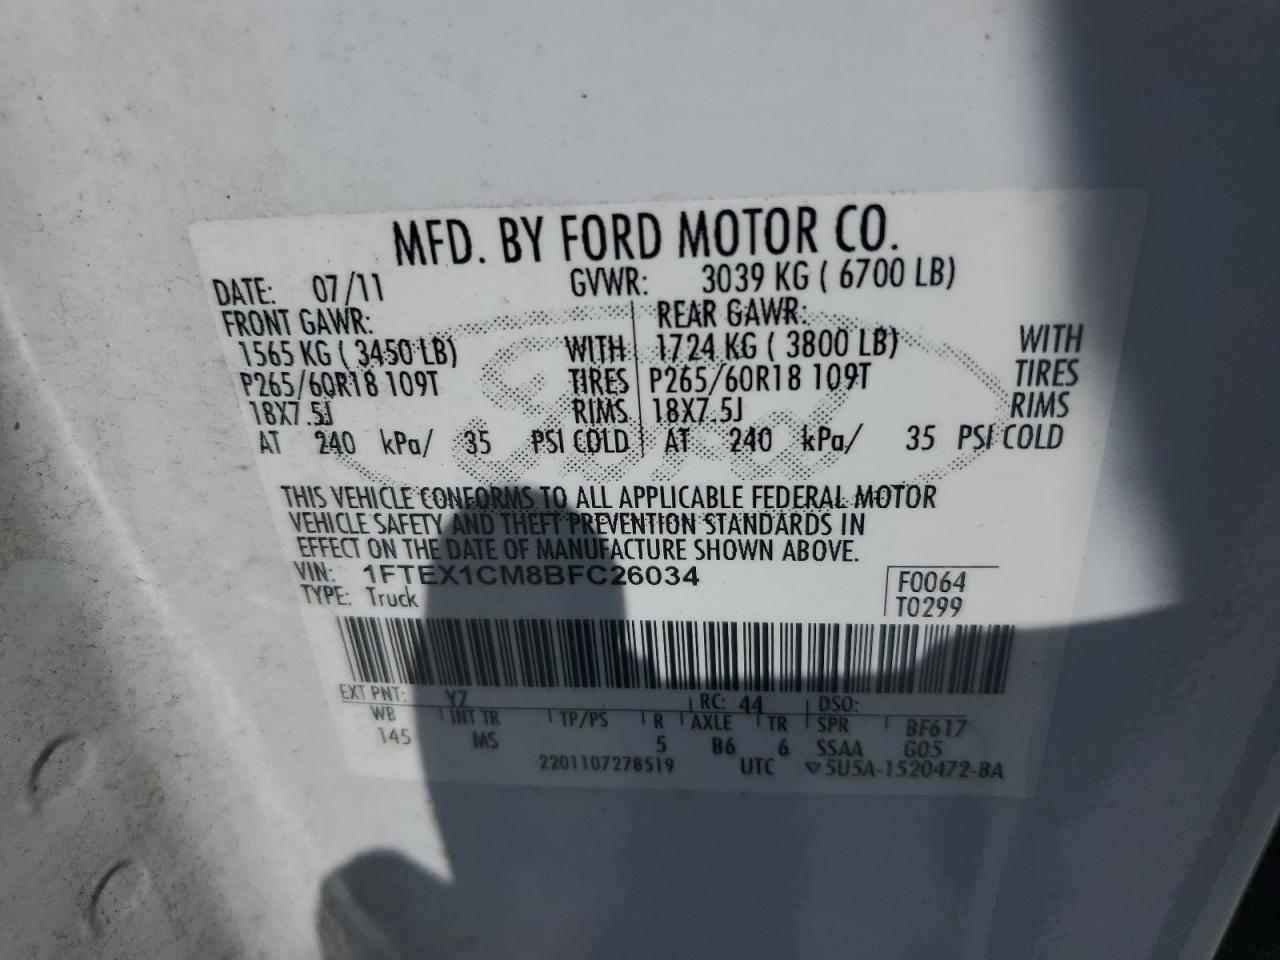 MFD. BY FORD MOTOR CO.
DATE: 07/11 GVWR: 3039 KG ( 6700 LB)
FRONT GAWR: REAR GAWR:
1565 KG ( 3450 LB) WITH 1724 KG ( 3800 LB) WITH
P265/60R18 109T TIRES P265/60R18 109T TIRES
18X7.5J RIMS 18X7.5J RIMS
AT 240 kPa/ 35 PSI COLD AT 240 kPa/ 35 PSI COLD
Ford
THIS VEHICLE CONFORMS TO ALL APPLICABLE FEDERAL MOTOR
VEHICLE SAFETY AND THEFT PREVENTION STANDARDS IN
EFFECT ON THE DATE OF MANUFACTURE SHOWN ABOVE.
VIN: 1FTEX1CM8BFC26034 F0064
TYPE: Truck T0299
EXT PNT: YZ RC: 44 DSO:
WB INT TR TP/PS R AXLE TR SPR BF617
145 MS 5 B6 6 SSAA G05
2201107278519 UTC ▽5U5A-1520472-BA